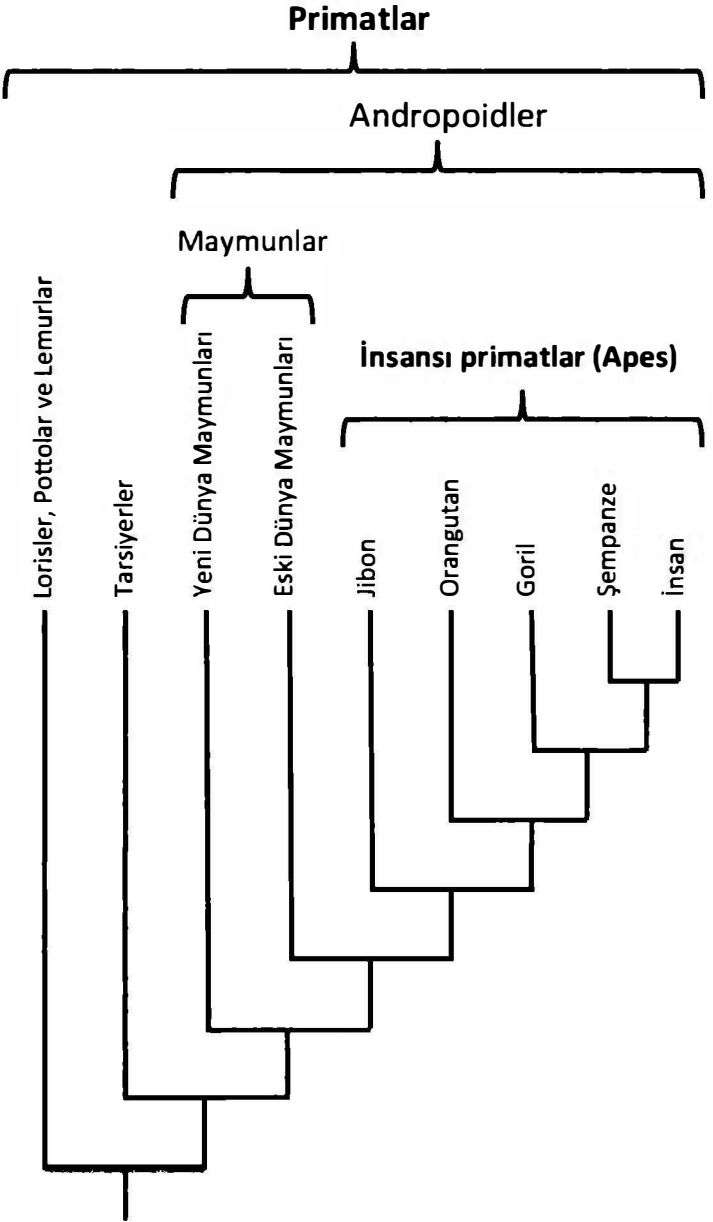 Primatlar
Andropoidler
Maymunlar
İnsansı primatlar (Apes)
Lorisler, Pottolar ve Lemurlar
Tarsiyerler
Yeni Dünya Maymunları
Eski Dünya Maymunları
Jibon
Orangutan
Goril
Şempanze
İnsan